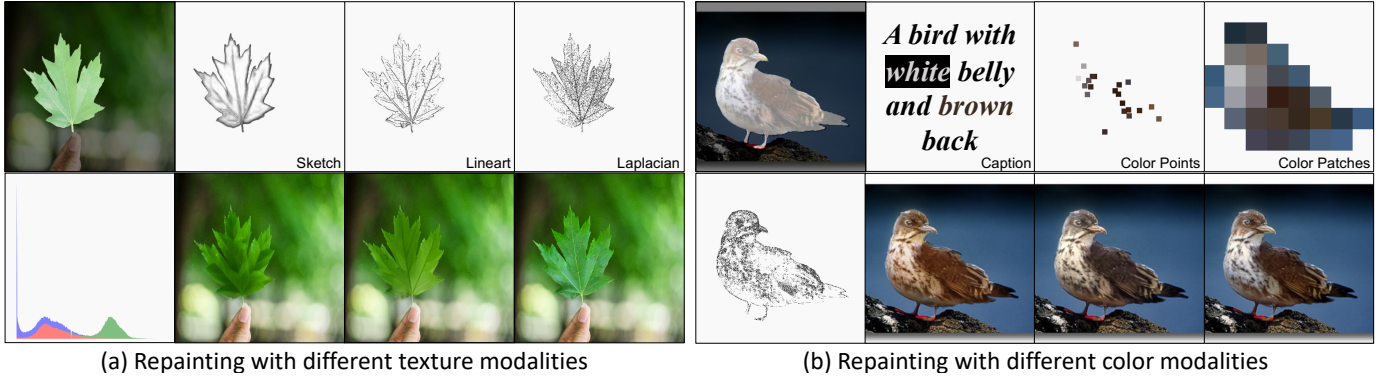 Sketch
Lineart
Laplacian
A bird with
white belly
and brown
back
Caption
Color Points
Color Patches
(a) Repainting with different texture modalities
(b) Repainting with different color modalities